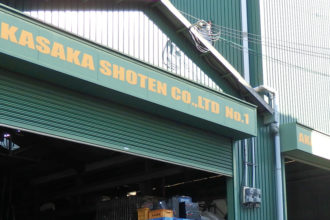 KASAKA SHOTEN CO.,LTD No.1